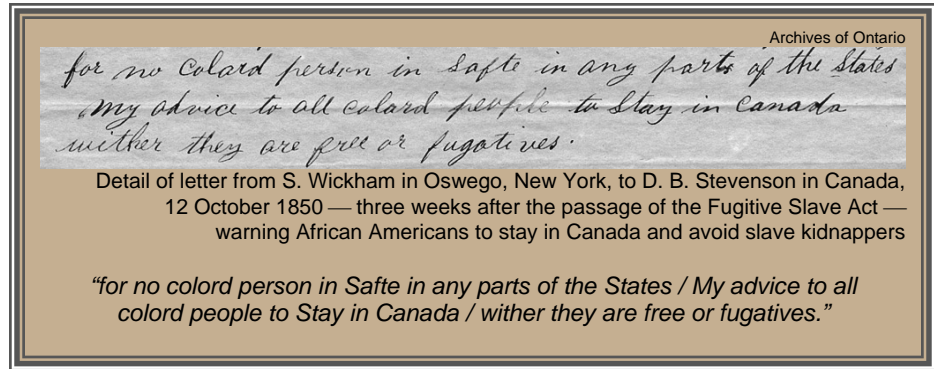 Archives of Ontario
for no colard person in Safte in any parts of the States
My advice to all colard people to Stay in Canada
wither they are free or fugatives.
Detail of letter from S. Wickham in Oswego, New York, to D. B. Stevenson in Canada,
12 October 1850 — three weeks after the passage of the Fugitive Slave Act —
warning African Americans to stay in Canada and avoid slave kidnappers
“for no colord person in Safte in any parts of the States / My advice to all
colord people to Stay in Canada / wither they are free or fugatives.”